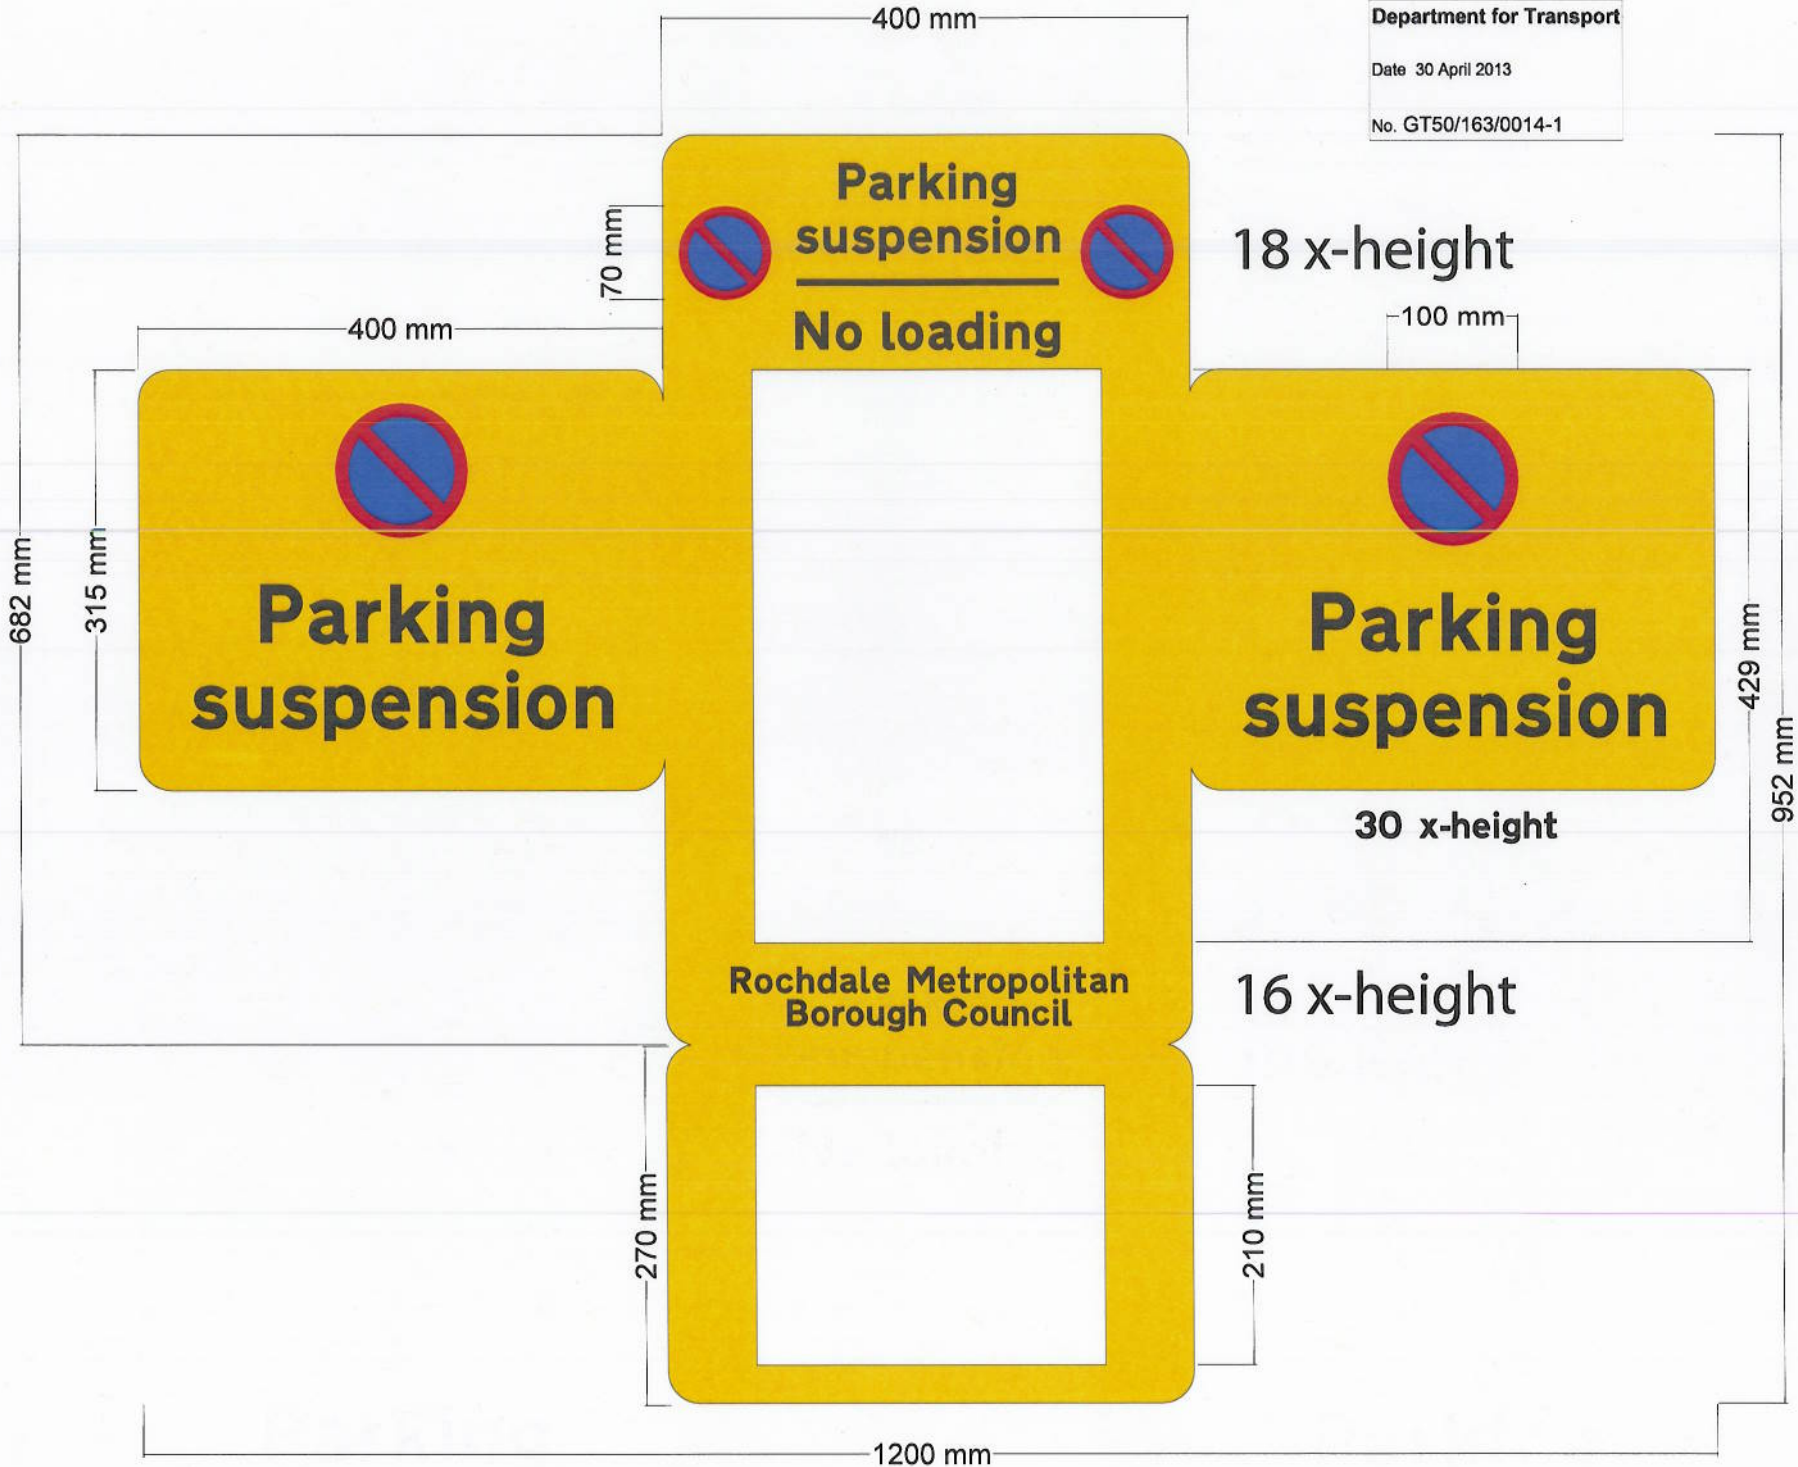 400 mm
Department for Transport
Date 30 April 2013
No. GT50/163/0014-1
Parking
suspension
No loading
70 mm
18 x-height
400 mm
100 mm
Parking
suspension
Parking
suspension
682 mm
315 mm
429 mm
952 mm
30 x-height
Rochdale Metropolitan
Borough Council
16 x-height
270 mm
210 mm
1200 mm